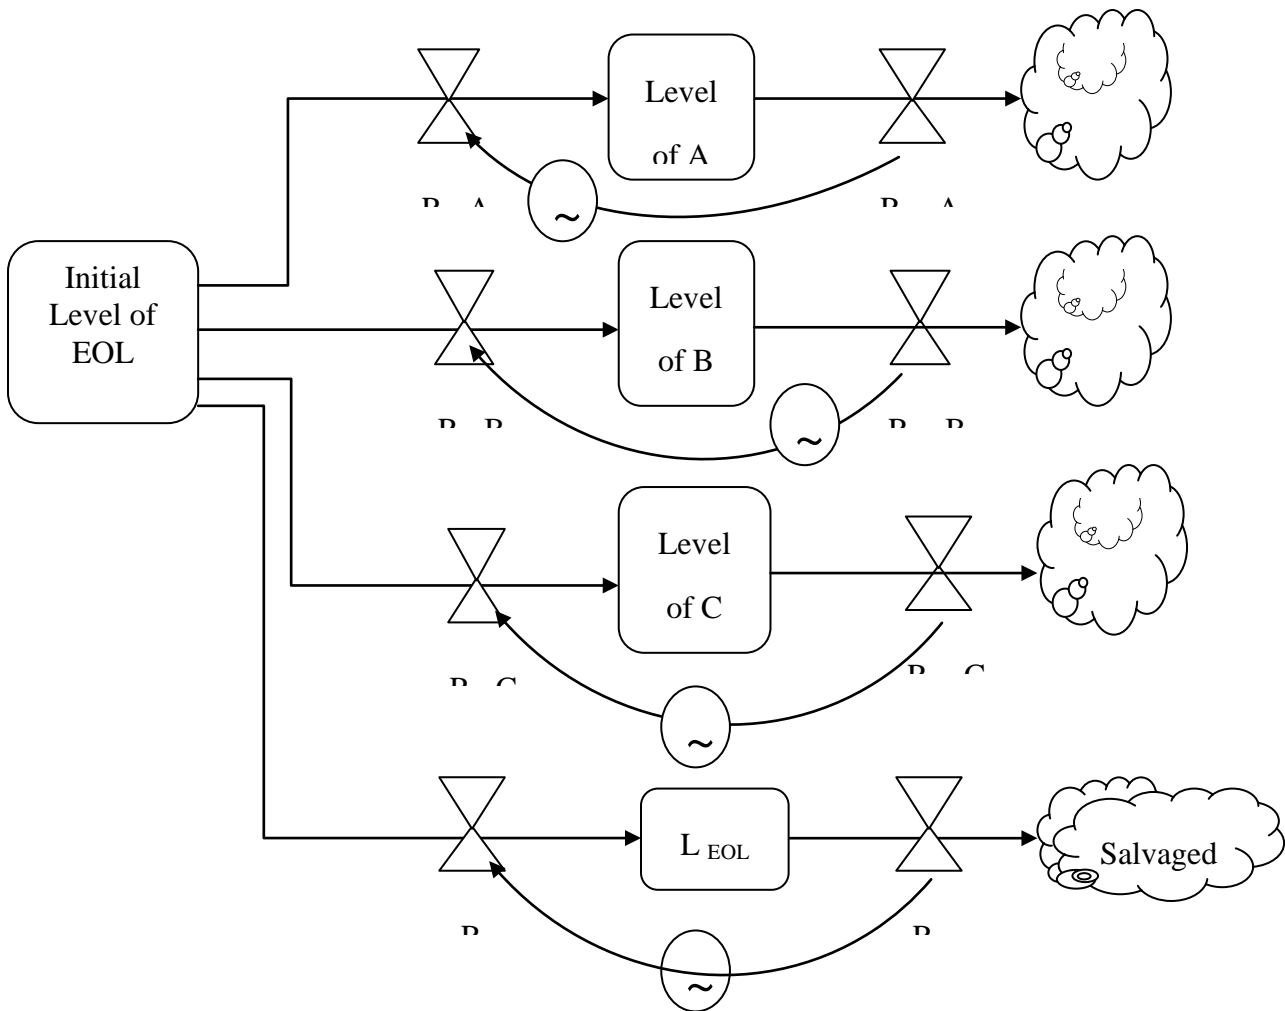 Level
of A
~
Initial
Level of
EOL
Level
of B
~
Level
of C
~
L EOL
Salvaged
~